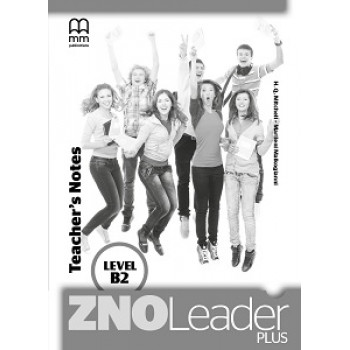 mm
publications
H. Q. Mitchell - Marileni Malkogianni
Teacher's Notes
LEVEL
B2
ZNOLeader
PLUS